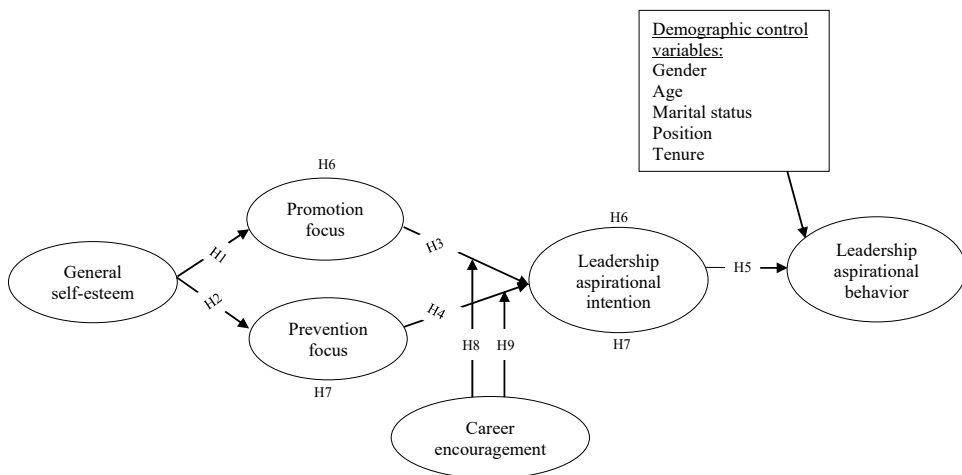 Demographic control
variables:
Gender
Age
Marital status
Position
Tenure
H6
Promotion
focus
H6
H1
H3
General
self-esteem
Leadership
aspirational
intention
H5
Leadership
aspirational
behavior
H2
Prevention
focus
H4
H8
H9
H7
H7
Career
encouragement